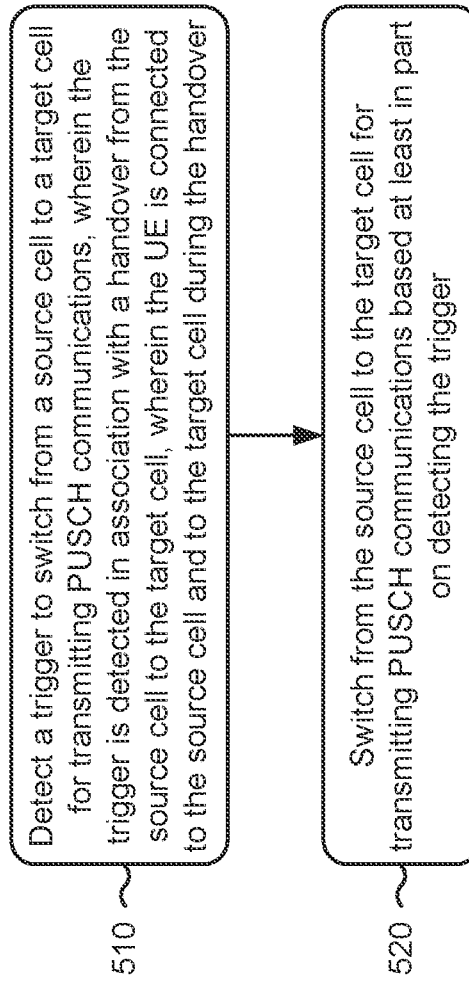 510
Detect a trigger to switch from a source cell to a target cell
for transmitting PUSCH communications, wherein the
trigger is detected in association with a handover from the
source cell to the target cell, wherein the UE is connected
to the source cell and to the target cell during the handover
520
Switch from the source cell to the target cell for
transmitting PUSCH communications based at least in part
on detecting the trigger